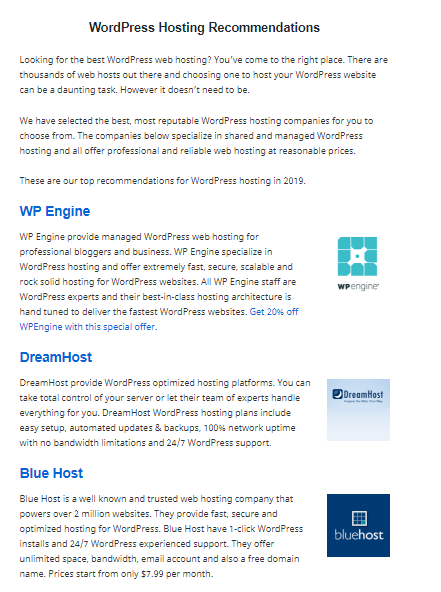 WordPress Hosting Recommendations
Looking for the best WordPress web hosting? You've come to the right place. There are
thousands of web hosts out there and choosing one to host your WordPress website
can be a daunting task. However it doesn't need to be.
We have selected the best, most reputable WordPress hosting companies for you to
choose from. The companies below specialize in shared and managed WordPress
hosting and all offer professional and reliable web hosting at reasonable prices.
These are our top recommendations for WordPress hosting in 2019.
WP Engine
WP Engine provide managed WordPress web hosting for
professional bloggers and business. WP Engine specialize in
WordPress hosting and offer extremely fast, secure, scalable and
rock solid hosting for WordPress websites. All WP Engine staff are
WordPress experts and their best-in-class hosting architecture is
hand tuned to deliver the fastest WordPress websites. Get 20% off
WPEngine with this special offer.
WPengine
DreamHost
DreamHost provide WordPress optimized hosting platforms. You can
take total control of your server or let their team of experts handle
everything for you. DreamHost WordPress hosting plans include
easy setup, automated updates & backups, 100% network uptime
with no bandwidth limitations and 24/7 WordPress support.
DreamHost
Blue Host
Blue Host is a well known and trusted web hosting company that
powers over 2 million websites. They provide fast, secure and
optimized hosting for WordPress. Blue Host have 1-click WordPress
installs and 24/7 WordPress experienced support. They offer
unlimited space, bandwidth, email account and also a free domain
name. Prices start from only $7.99 per month.
bluehost